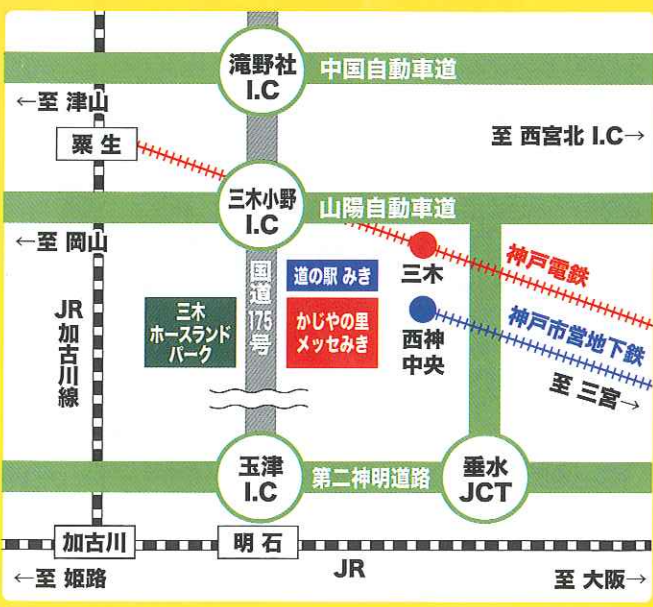 滝野社
I.C
中国自動車道
←至 津山
粟生
至 西宮北 I.C→
三木小野
I.C
山陽自動車道
←至 岡山
国道175号
道の駅 みき
三木
神戸電鉄
JR加古川線
三木
ホースランド
パーク
かじやの里
メッセみき
西神
中央
神戸市営地下鉄
至 三宮→
玉津
I.C
第二神明道路
垂水
JCT
加古川
明石
JR
←至 姫路
至 大阪→